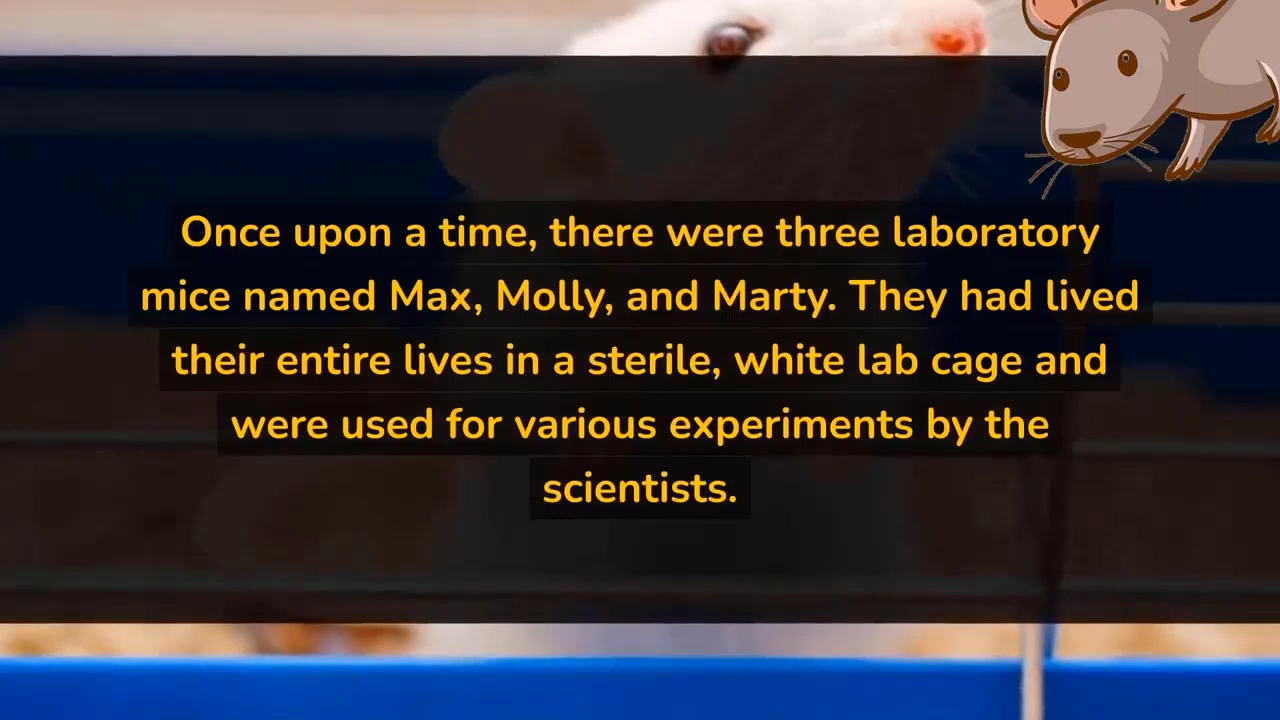 Once upon a time, there were three laboratory
mice named Max, Molly, and Marty. They had lived
their entire lives in a sterile, white lab cage and
were used for various experiments by the
scientists.